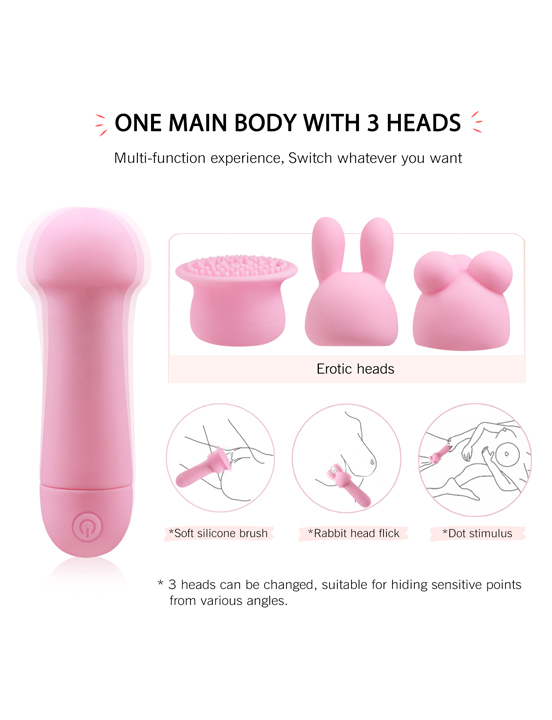 ONE MAIN BODY WITH 3 HEADS
Multi-function experience, Switch whatever you want
Erotic heads
*Soft silicone brush
*Rabbit head flick
*Dot stimulus
* 3 heads can be changed, suitable for hiding sensitive points
from various angles.